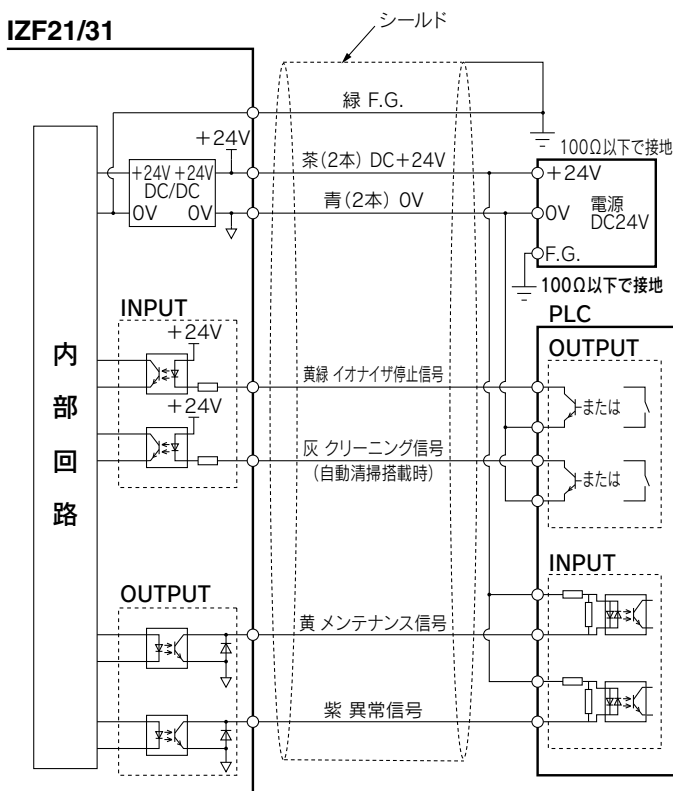 IZF21/31
シールド
緑 F.G.
+24V
100Ω以下で接地
茶(2本) DC+24V
+24V +24V
DC/DC
0V 0V
青(2本) 0V
+24V
0V
電源
DC24V
F.G.
100Ω以下で接地
INPUT
+24V
PLC
OUTPUT
黄緑 イオナイザ停止信号
または
+24V
内部回路
灰 クリーニング信号
(自動清掃搭載時)
または
INPUT
OUTPUT
黄 メンテナンス信号
紫 異常信号